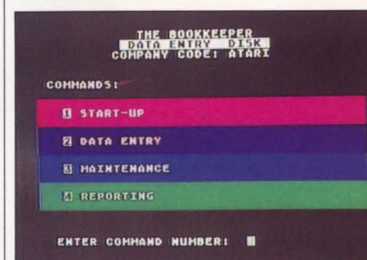 THE BOOKKEEPER
DATA ENTRY DISK
COMPANY CODE: ATARI
COMMANDS:
1 START-UP
2 DATA ENTRY
3 MAINTENANCE
4 REPORTING
ENTER COMMAND NUMBER: